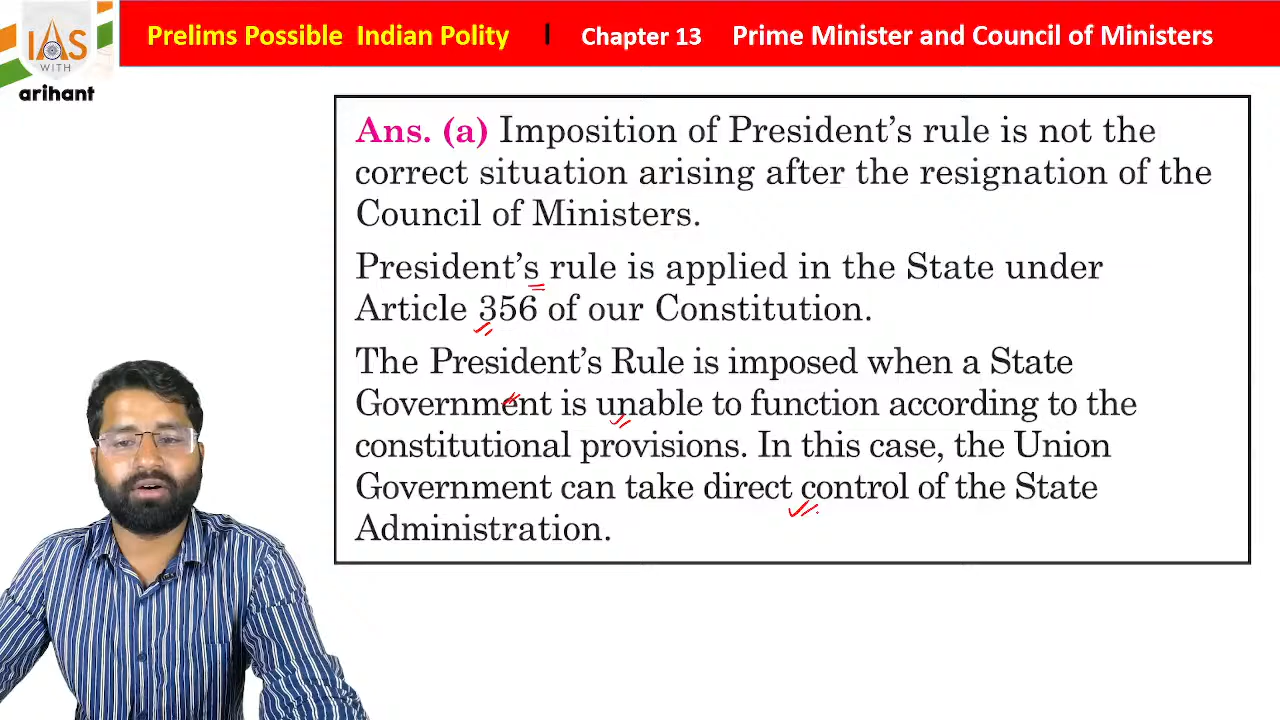 IAS
WITH
arihant
Prelims Possible Indian Polity | Chapter 13 Prime Minister and Council of Ministers
Ans. (a) Imposition of President's rule is not the
correct situation arising after the resignation of the
Council of Ministers.
President's rule is applied in the State under
Article 356 of our Constitution.
The President's Rule is imposed when a State
Government is unable to function according to the
constitutional provisions. In this case, the Union
Government can take direct control of the State
Administration.